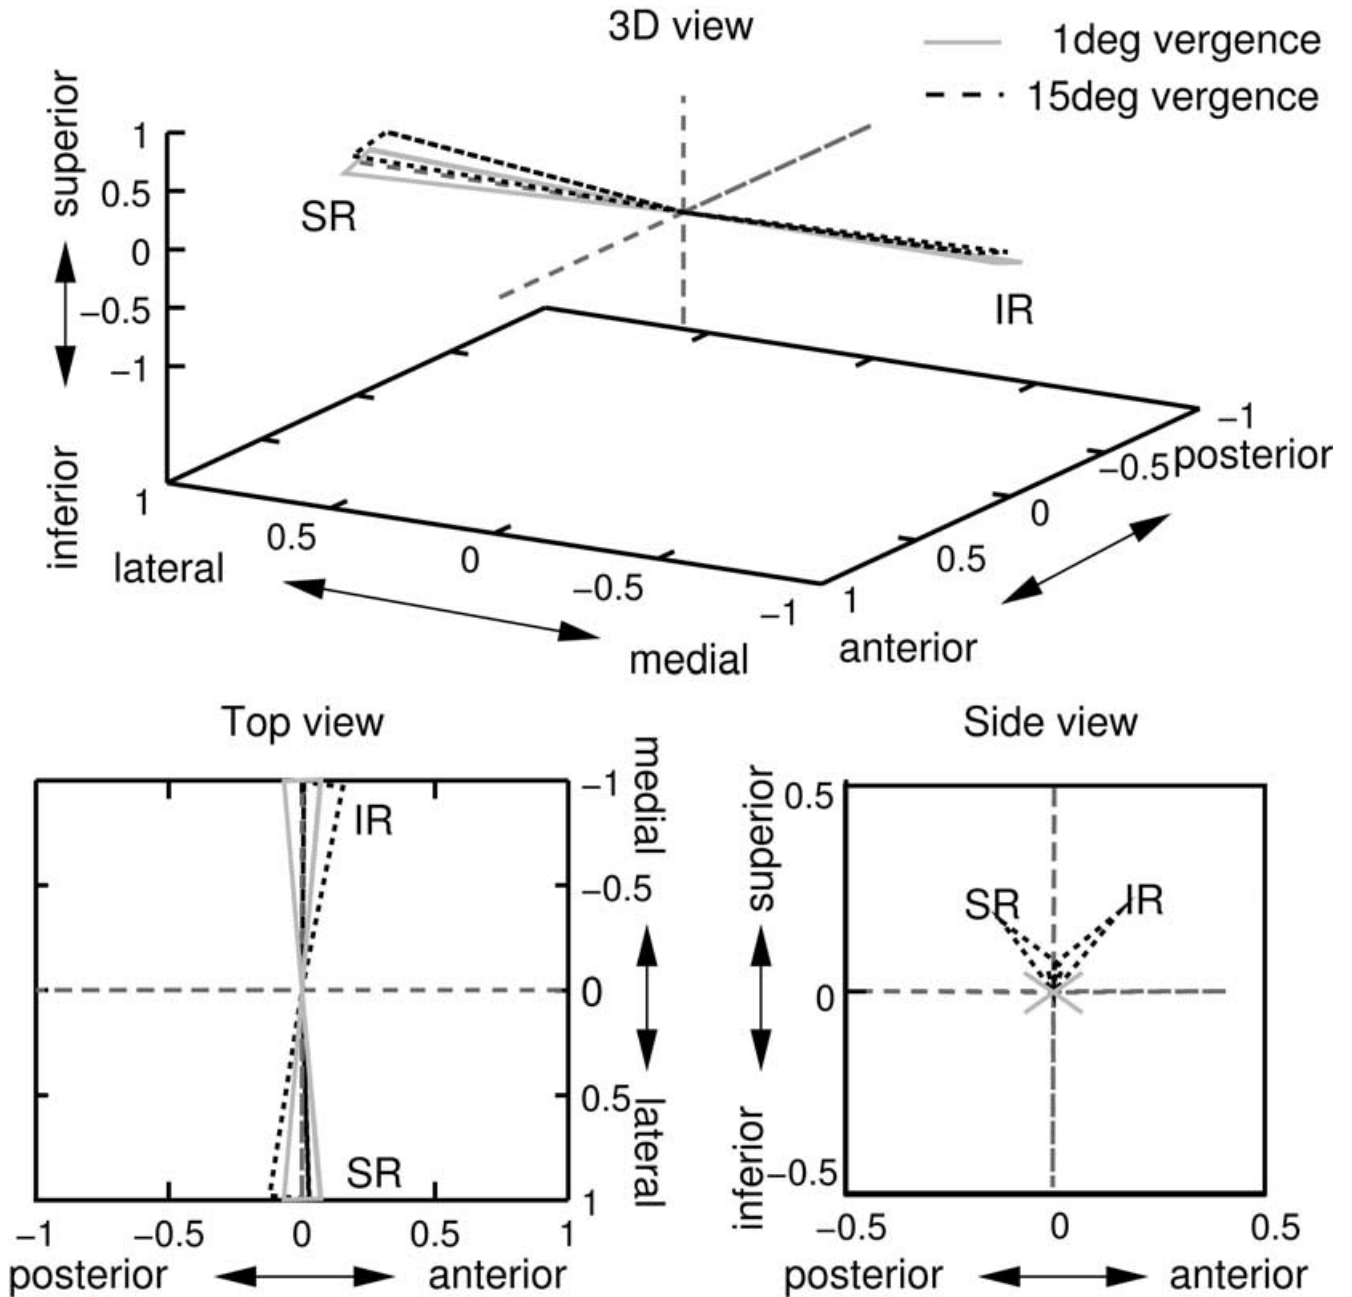 3D view
1deg vergence
15deg vergence
superior
inferior
1
0.5
0
−0.5
−1
SR
IR
1
0.5
0
−0.5
−1
lateral
medial
−1
−0.5
0
0.5
1
posterior
anterior
Top view
IR
SR
−1
−0.5
0
0.5
1
medial
lateral
−1
−0.5
0
0.5
1
posterior
anterior
Side view
superior
inferior
0.5
0
−0.5
SR
IR
−0.5
0
0.5
posterior
anterior